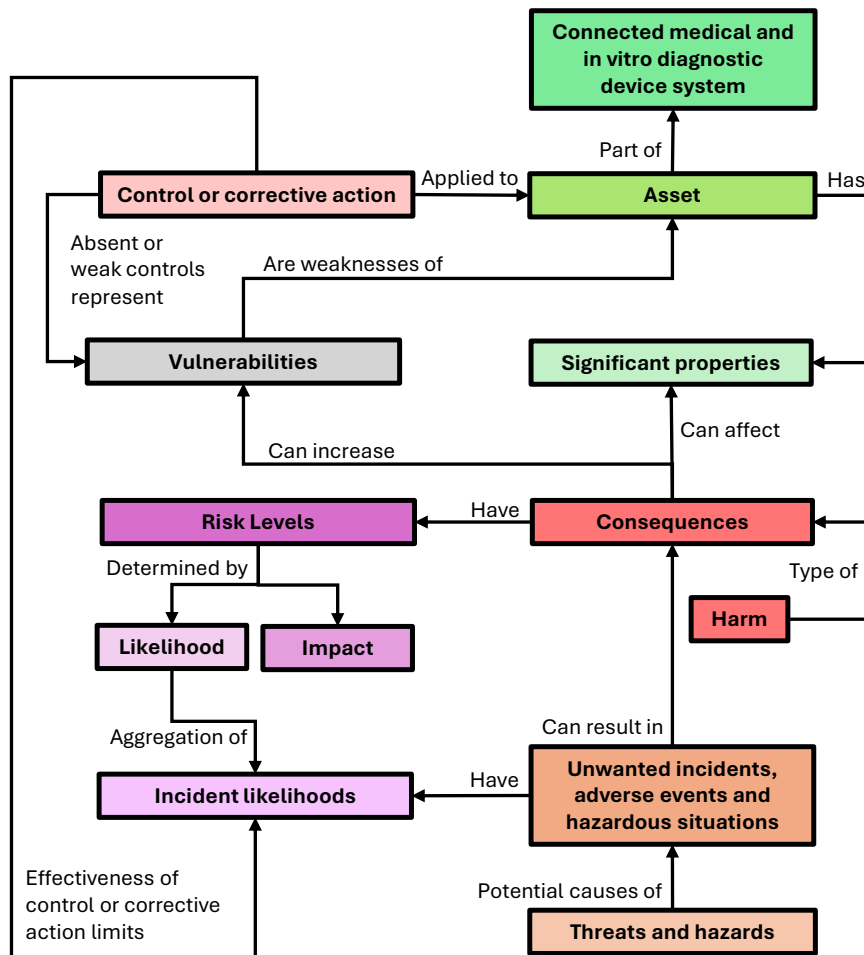 Connected medical and
in vitro diagnostic
device system
Part of
Control or corrective action
Applied to
Asset
Has
Absent or
weak controls
represent
Are weaknesses of
Vulnerabilities
Significant properties
Can increase
Can affect
Risk Levels
Have
Consequences
Determined by
Type of
Harm
Likelihood
Impact
Aggregation of
Can result in
Incident likelihoods
Have
Unwanted incidents,
adverse events and
hazardous situations
Effectiveness of
control or corrective
action limits
Potential causes of
Threats and hazards